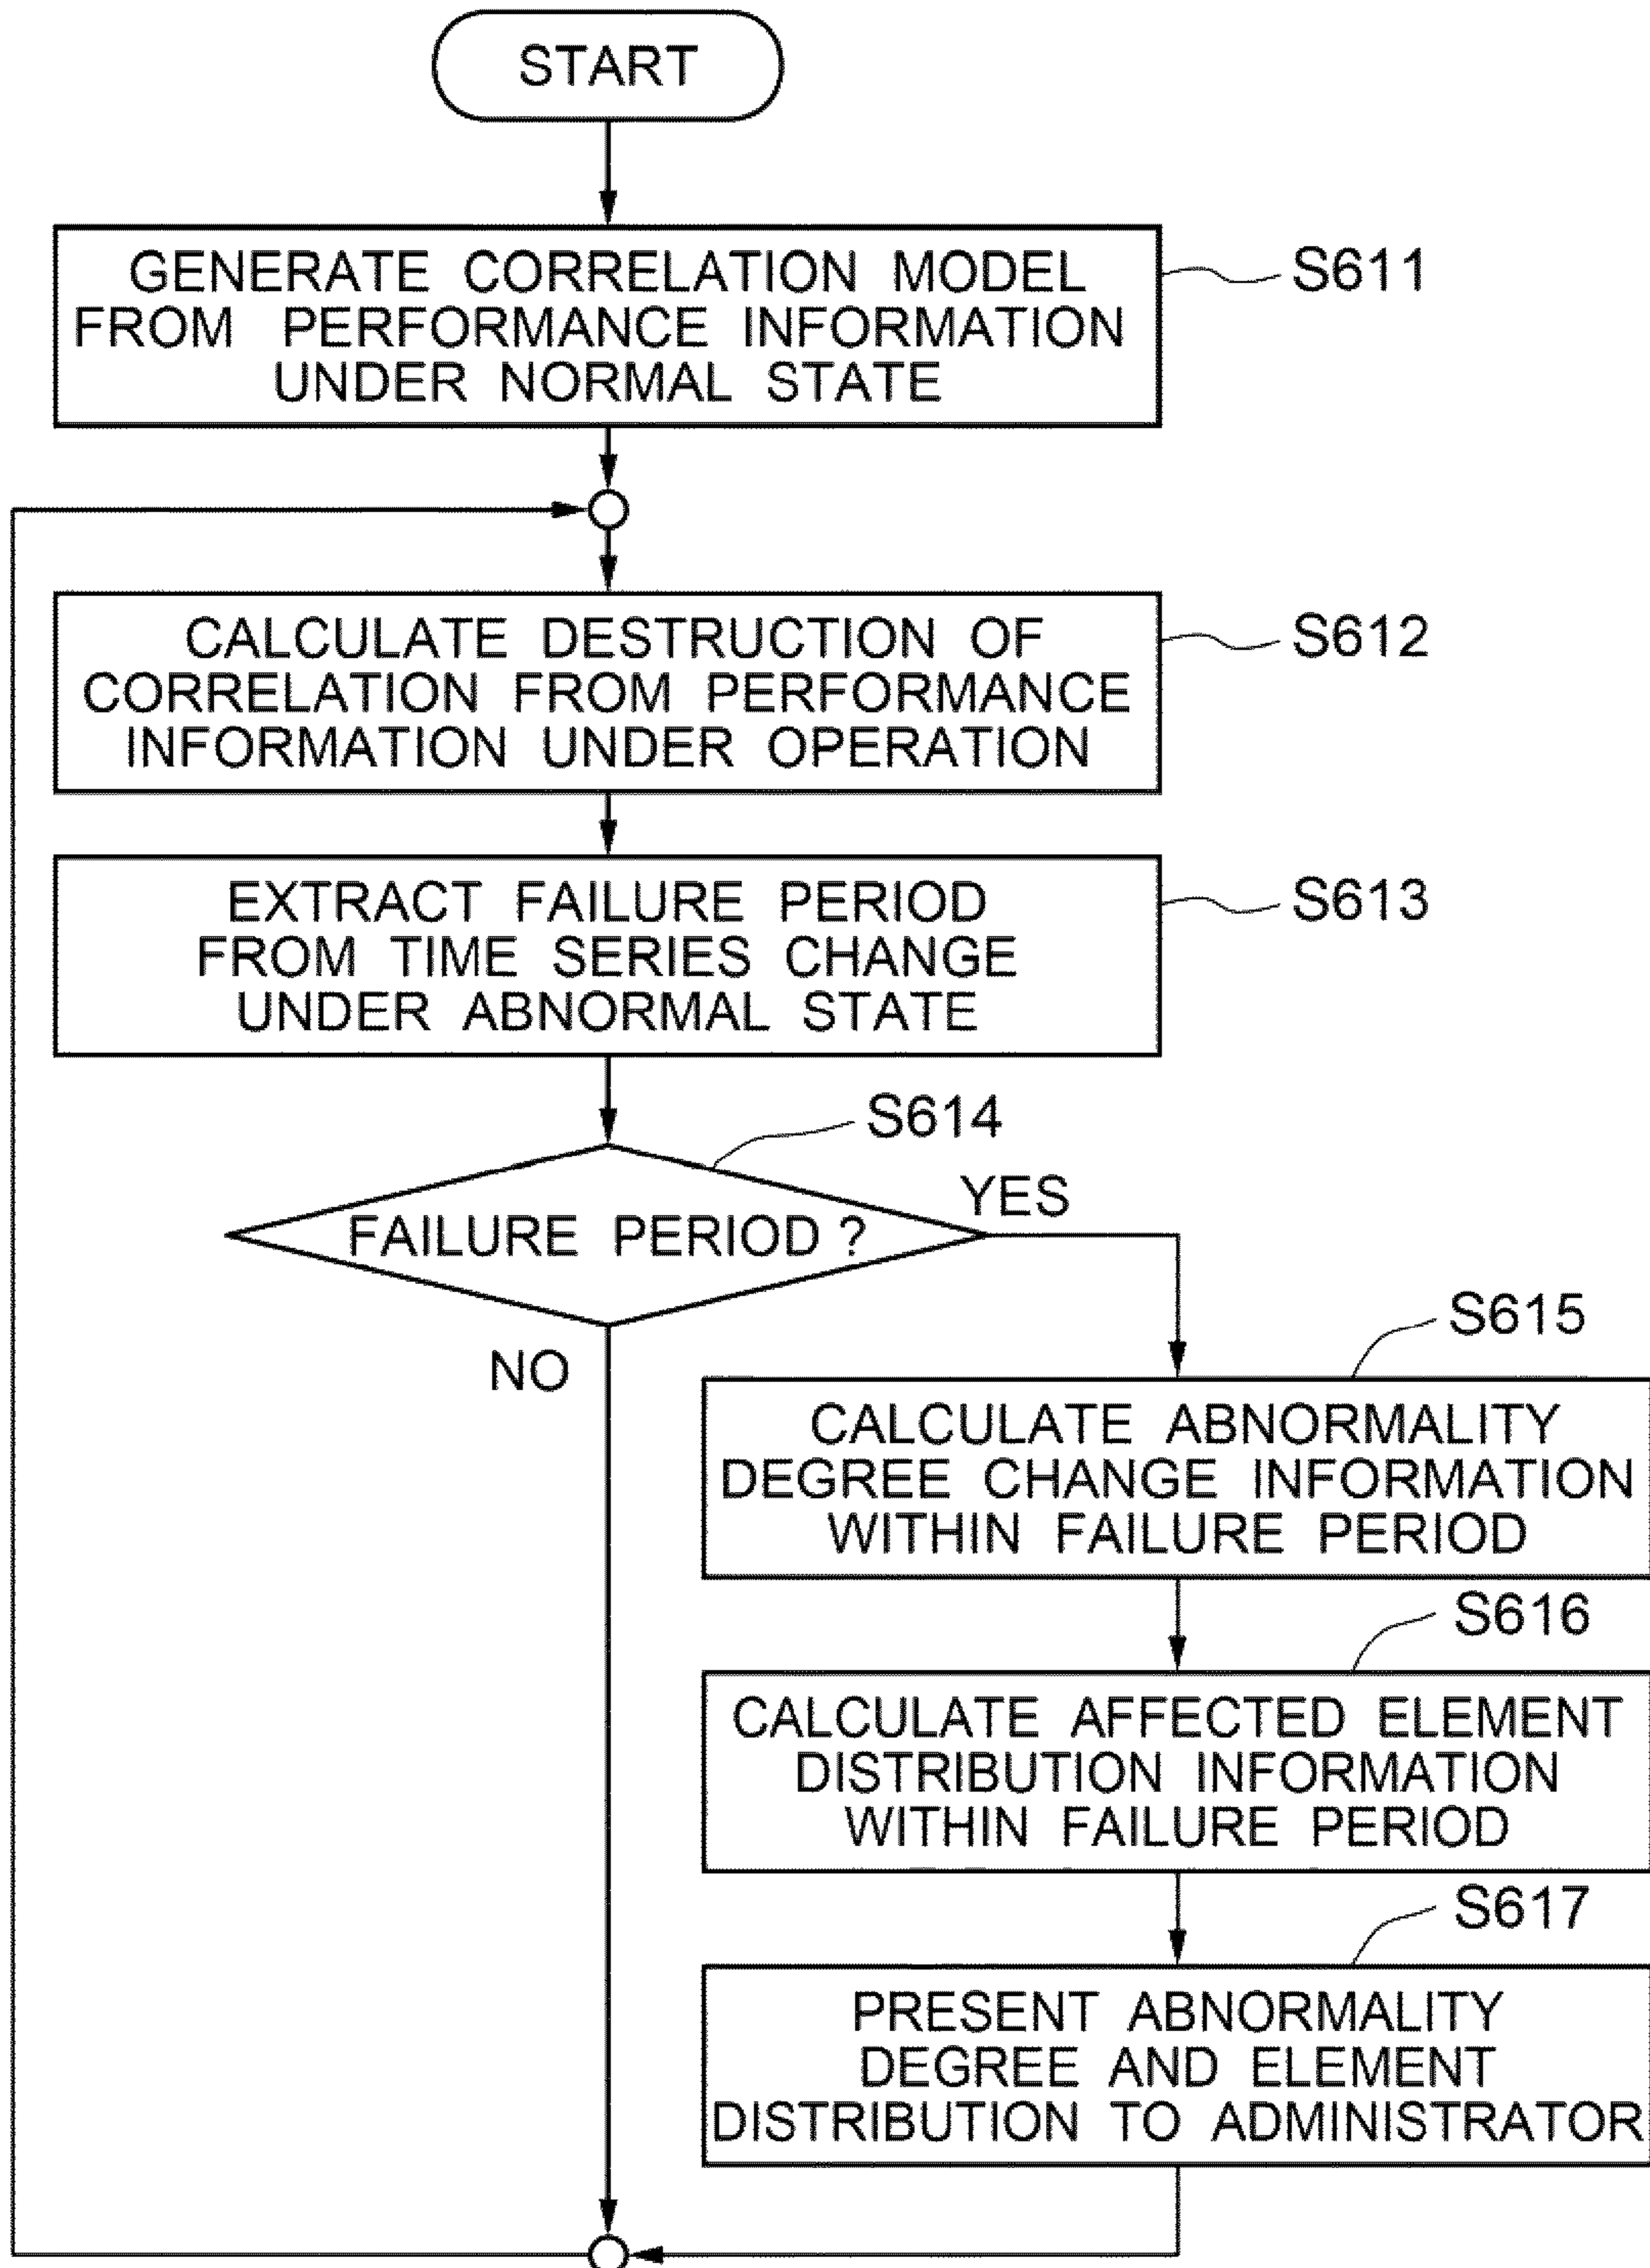 START
GENERATE CORRELATION MODEL
FROM PERFORMANCE INFORMATION
UNDER NORMAL STATE
S611
CALCULATE DESTRUCTION OF
CORRELATION FROM PERFORMANCE
INFORMATION UNDER OPERATION
S612
EXTRACT FAILURE PERIOD
FROM TIME SERIES CHANGE
UNDER ABNORMAL STATE
S613
S614
FAILURE PERIOD ?
YES
NO
S615
CALCULATE ABNORMALITY
DEGREE CHANGE INFORMATION
WITHIN FAILURE PERIOD
S616
CALCULATE AFFECTED ELEMENT
DISTRIBUTION INFORMATION
WITHIN FAILURE PERIOD
S617
PRESENT ABNORMALITY
DEGREE AND ELEMENT
DISTRIBUTION TO ADMINISTRATOR